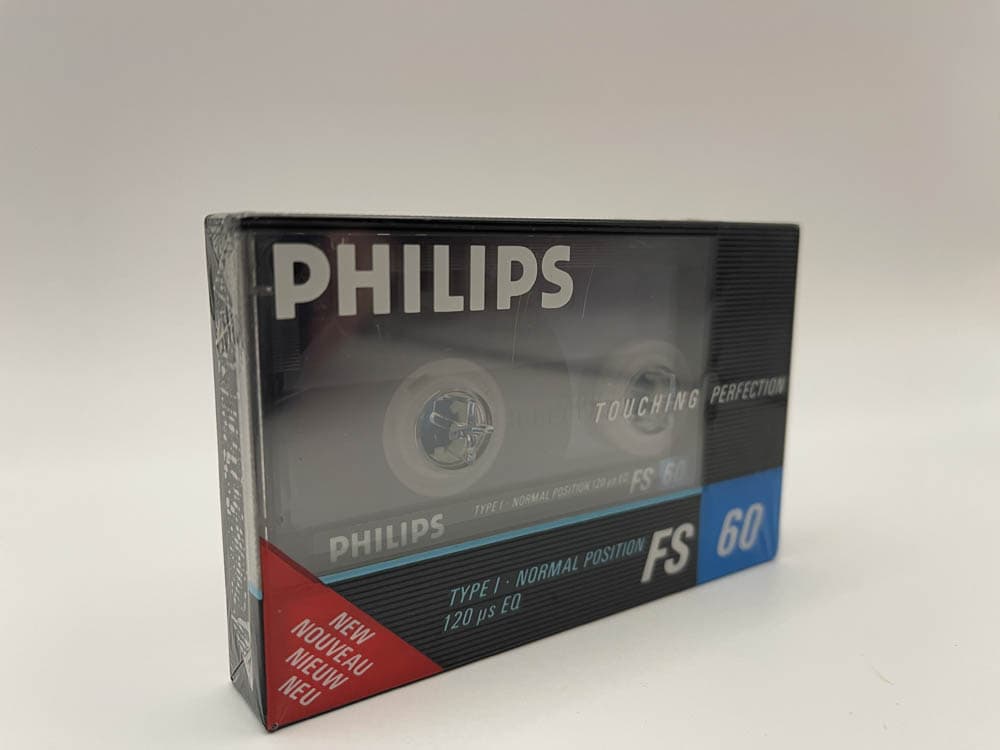 PHILIPS
TOUCHING PERFECTION
TYPE I · NORMAL POSITION 120 µs EQ FS 60
PHILIPS
TYPE I · NORMAL POSITION FS 60
120 µs EQ
NEW
NOUVEAU
NIEUW
NEU